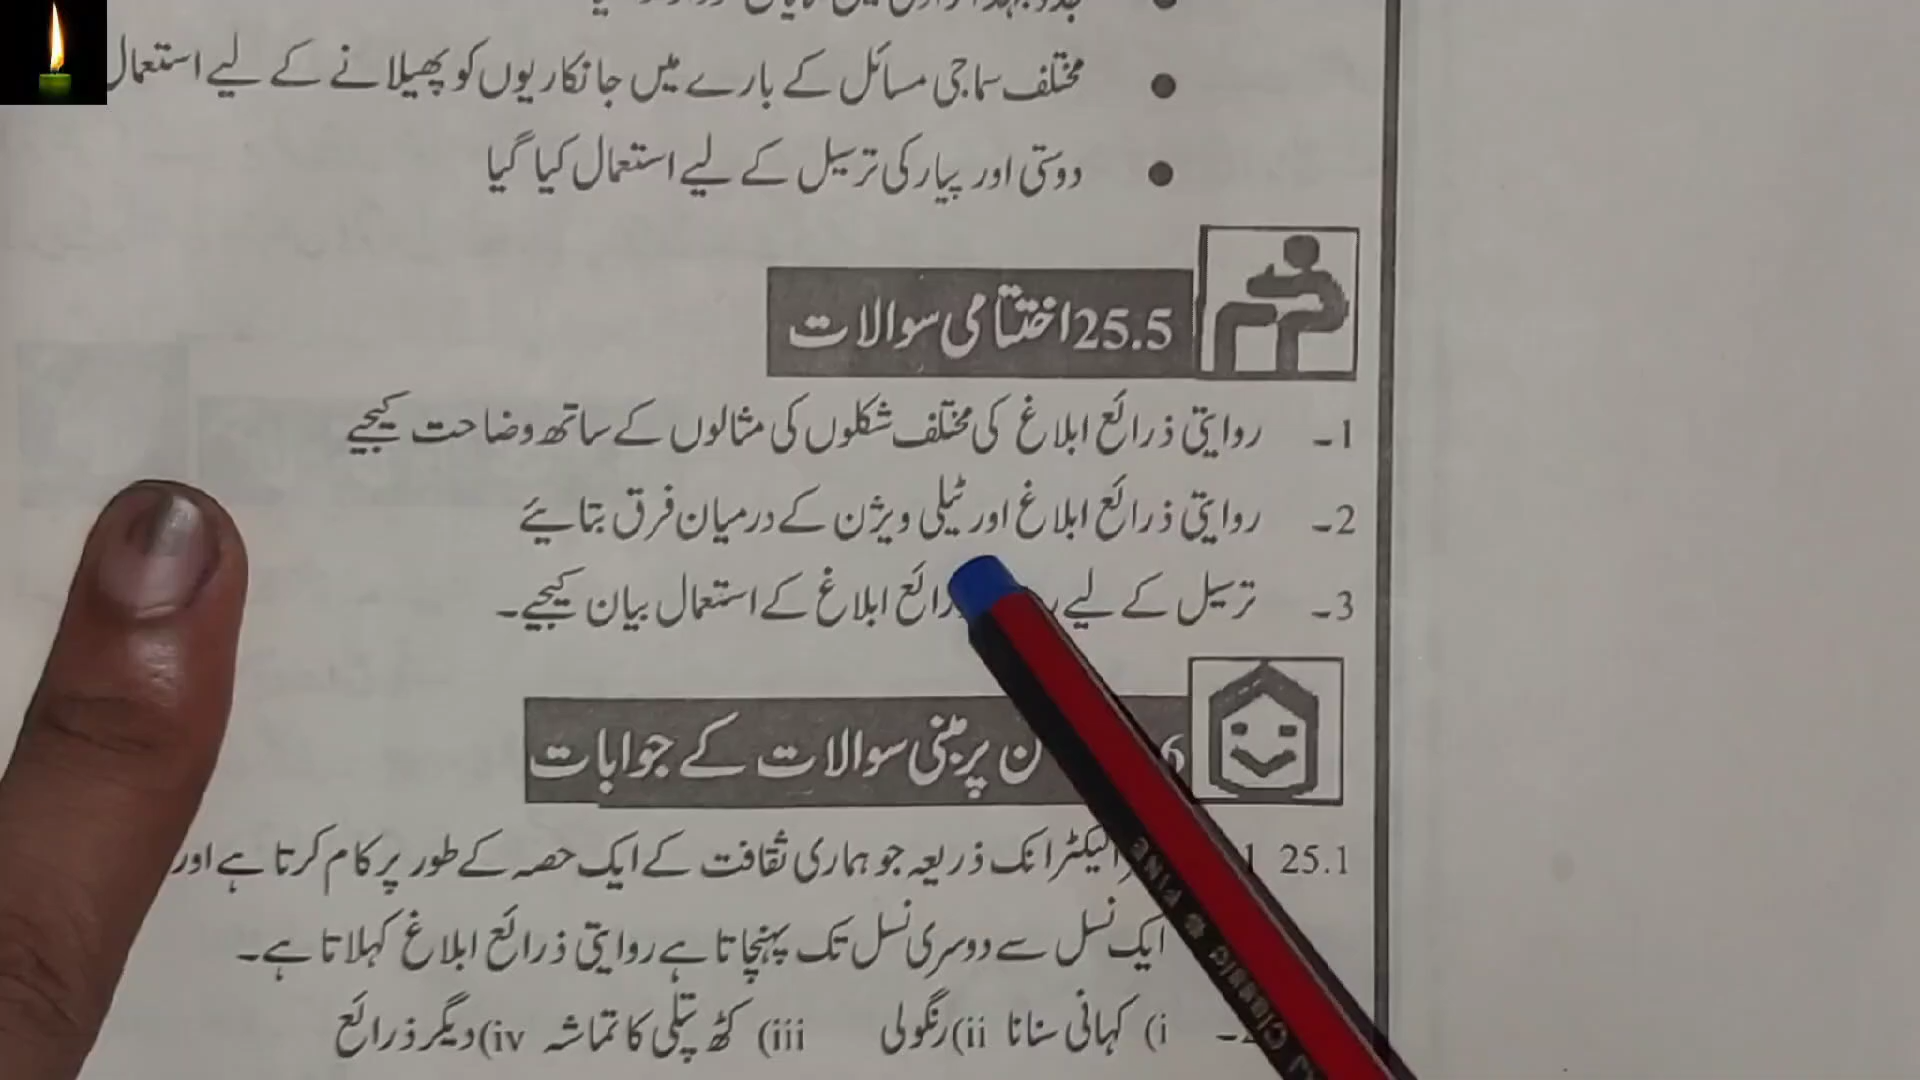 مختلف سماجی مسائل کے بارے میں جانکاریوں کو پھیلانے کے لیے استعمال
دوستی اور پیار کی ترسیل کے لیے استعمال کیا گیا
25.5 اختتامی سوالات
1۔ روایتی ذرائع ابلاغ کی مختلف شکلوں کی مثالوں کے ساتھ وضاحت کیجیے
2۔ روایتی ذرائع ابلاغ اور ٹیلی ویژن کے درمیان فرق بتائیے
3۔ ترسیل کے لیے ابلاغ کے استعمال بیان کیجیے۔
پر مبنی سوالات کے جوابات
25.1 1 الیکٹرانک ذریعہ جو ہماری ثقافت کے ایک حصہ کے طور پر کام کرتا ہے اور
ایک نسل سے دوسری نسل تک پہنچاتا ہے روایتی ذرائع ابلاغ کہلاتا ہے۔
i) کہانی سنانا ii) رنگولی iii) کٹھ پتلی کا تماشہ iv) دیگر ذرائع
Classic * PINE